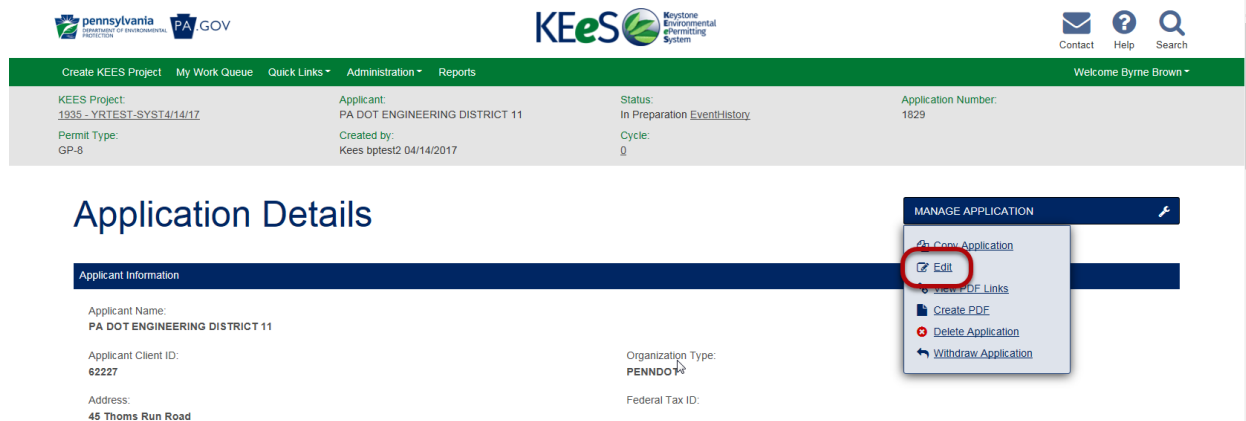 pennsylvania
DEPARTMENT OF ENVIRONMENTAL
PROTECTION
PA.GOV
KEeS
Keystone
Environmental
ePermitting
System
Contact Help Search
Create KEES Project My Work Queue Quick Links Administration Reports Welcome Byrne Brown
KEES Project: Applicant: Status: Application Number:
1935 - YRTEST-SYST4/14/17 PA DOT ENGINEERING DISTRICT 11 In Preparation EventHistory 1829
Permit Type: Created by: Cycle:
GP-8 Kees bptest2 04/14/2017 0
Application Details
MANAGE APPLICATION
Copy Application
Edit
View PDF Links
Create PDF
Delete Application
Withdraw Application
Applicant Information
Applicant Name:
PA DOT ENGINEERING DISTRICT 11
Applicant Client ID: Organization Type:
62227 PENNDOT
Address: Federal Tax ID:
45 Thoms Run Road